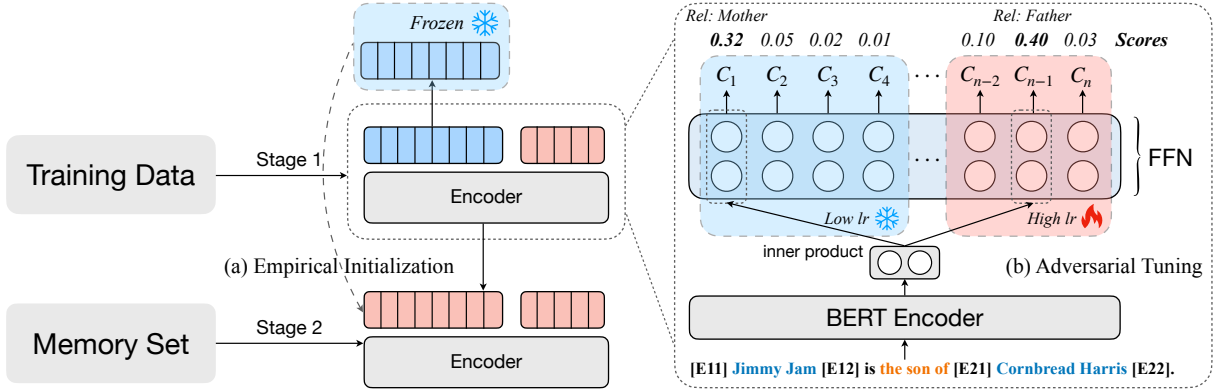 Frozen
Training Data
Stage 1
Encoder
(a) Empirical Initialization
Memory Set
Stage 2
Encoder
Rel: Mother
Rel: Father
0.32 0.05 0.02 0.01 0.10 0.40 0.03 Scores
C1 C2 C3 C4 ··· Cn−2 Cn−1 Cn
···
FFN
Low lr
High lr
inner product
(b) Adversarial Tuning
BERT Encoder
[E11] Jimmy Jam [E12] is the son of [E21] Cornbread Harris [E22].